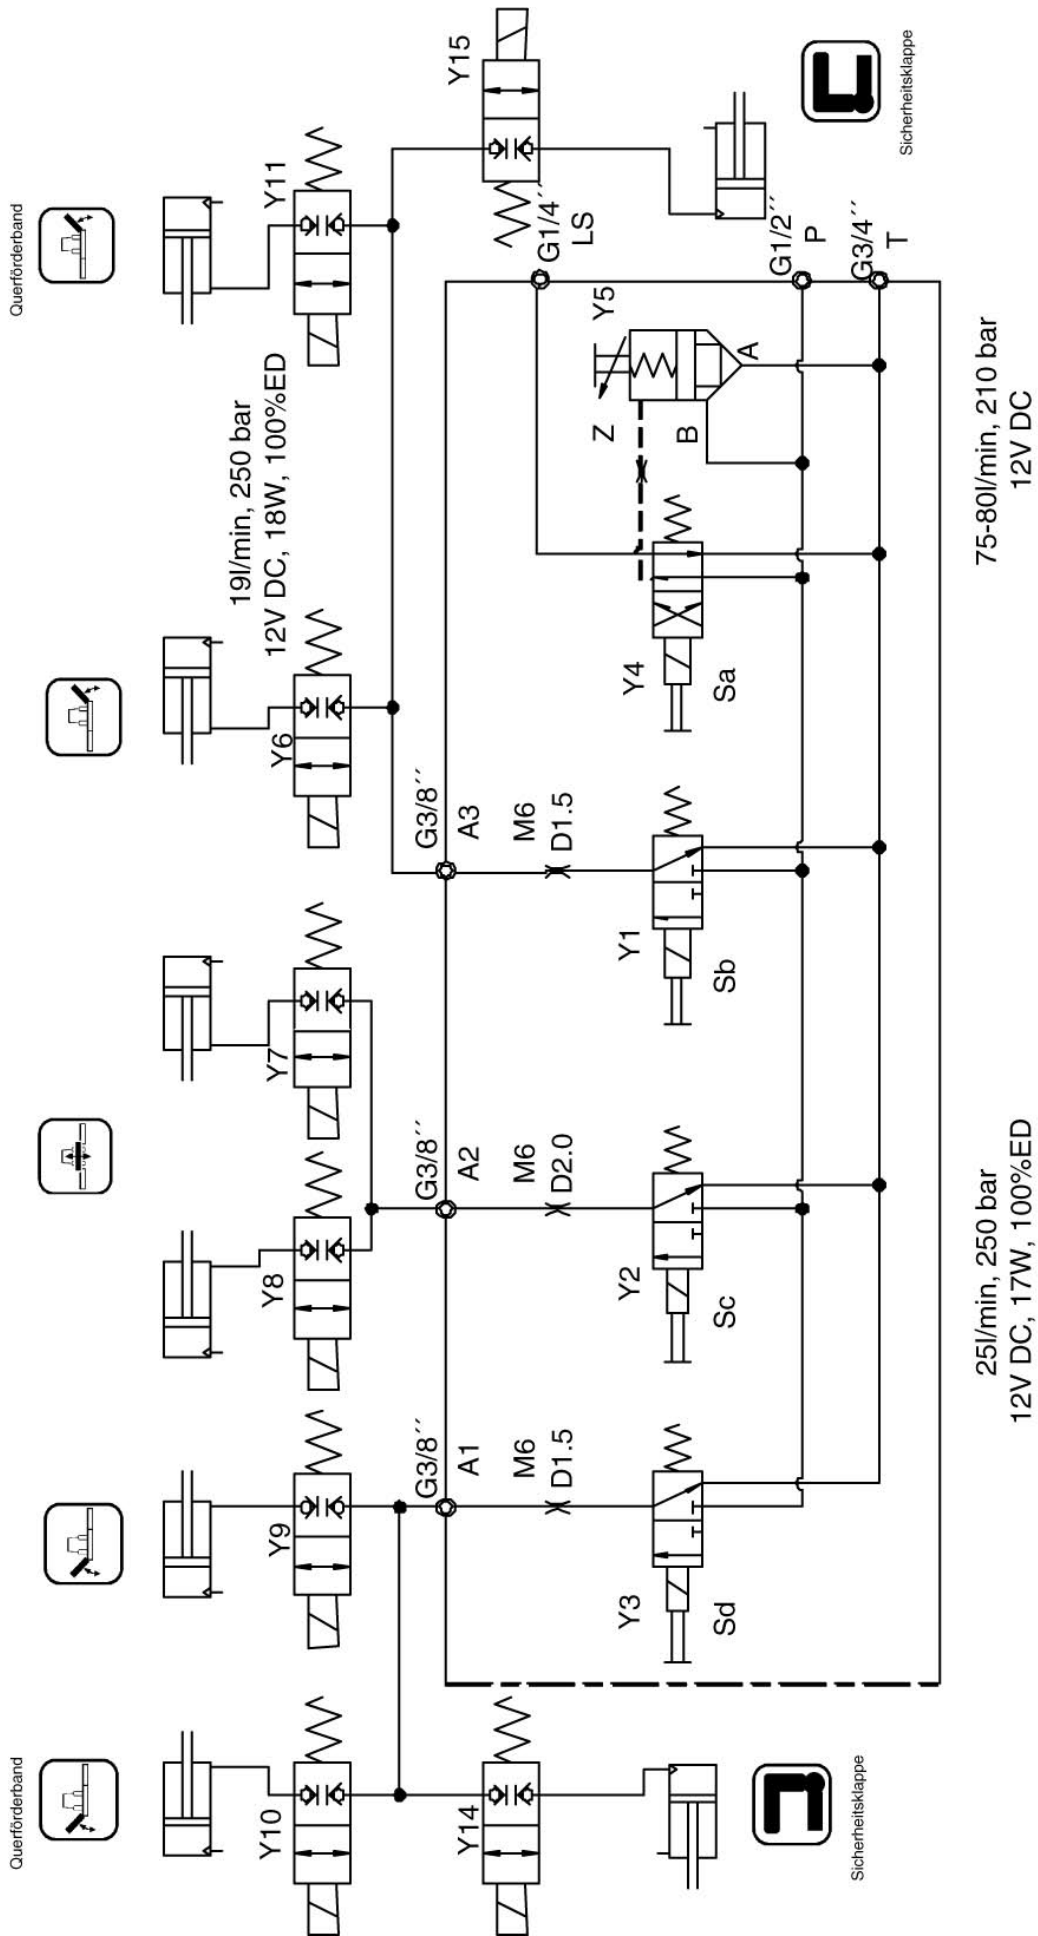 Querförderband
Y10
Y14
Sicherheitsklappe
Y9
G3/8´´
A1
M6
D1.5
Y3
Sd
Y8
G3/8´´
A2
M6
D2.0
Y2
Sc
25l/min, 250 bar
12V DC, 17W, 100%ED
Y7
Y6
G3/8´´
A3
M6
D1.5
Y1
Sb
19l/min, 250 bar
12V DC, 18W, 100%ED
Y4
Sa
Z
B
A
Y5
75-80l/min, 210 bar
12V DC
Querförderband
Y11
Y15
G1/4´´
LS
G1/2´´
P
G3/4´´
T
Sicherheitsklappe